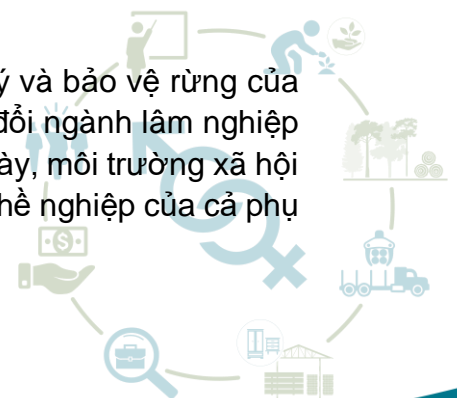 ý và bảo vệ rừng của
đổi ngành lâm nghiệp
ày, môi trường xã hội
hề nghiệp của cả phụ